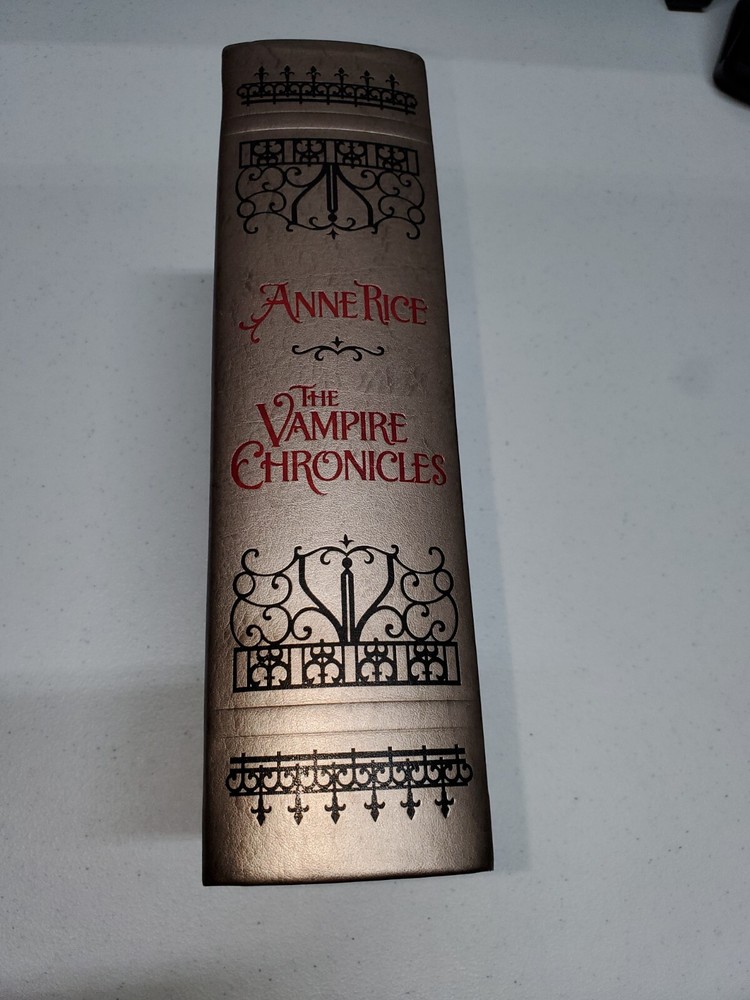 ANNE RICE
THE
VAMPIRE
CHRONICLES